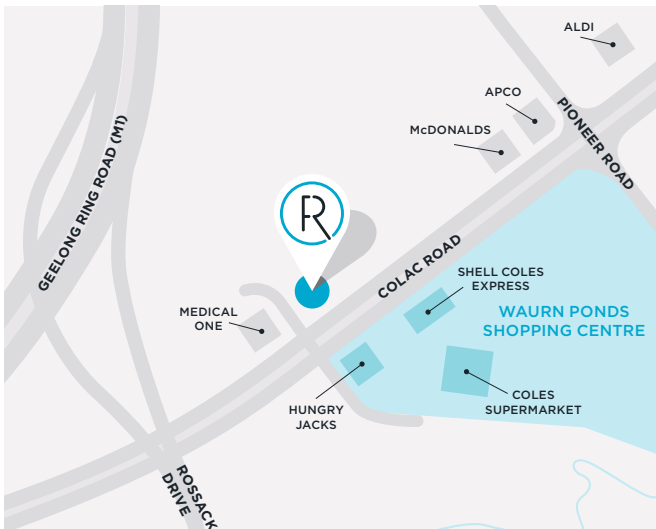 ALDI
APCO
McDONALDS
PIONEER ROAD
GEELONG RING ROAD (M1)
FR
COLAC ROAD
SHELL COLES
EXPRESS
WAURN PONDS
SHOPPING CENTRE
MEDICAL
ONE
HUNGRY
JACKS
COLES
SUPERMARKET
ROSSACK
DRIVE